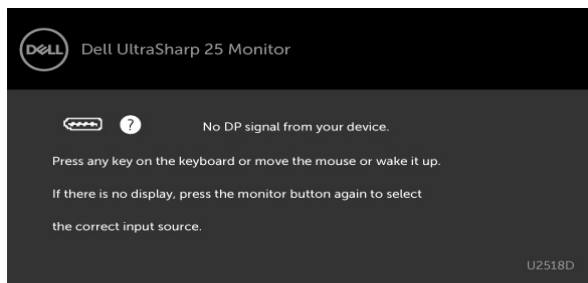 DELL Dell UltraSharp 25 Monitor
? No DP signal from your device.
Press any key on the keyboard or move the mouse or wake it up.
If there is no display, press the monitor button again to select
the correct input source.
U2518D